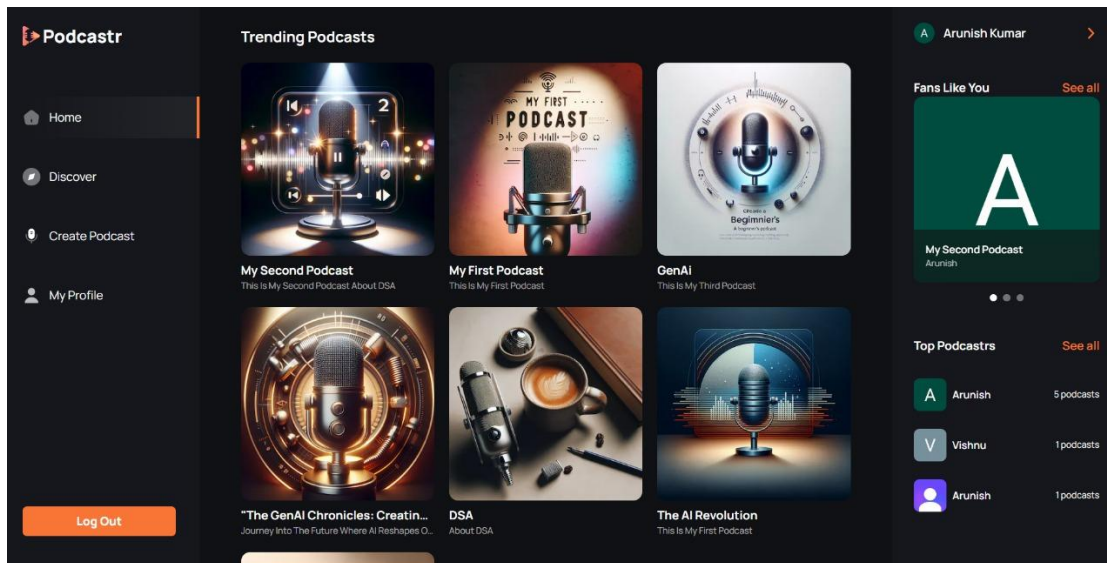 Podcastr
Home
Discover
Create Podcast
My Profile
Log Out
Trending Podcasts
2
MY FIRST
PODCAST
Begimnier's
A beginner's podcast
My Second Podcast
This Is My Second Podcast About DSA
My First Podcast
This Is My First Podcast
GenAi
This Is My Third Podcast
"The GenAI Chronicles: Creatin...
Journey Into The Future Where AI Reshapes O...
DSA
About DSA
The AI Revolution
This Is My First Podcast
A Arunish Kumar
Fans Like You See all
A
My Second Podcast
Arunish
Top Podcastrs See all
A Arunish 5 podcasts
V Vishnu 1 podcasts
Arunish 1 podcasts